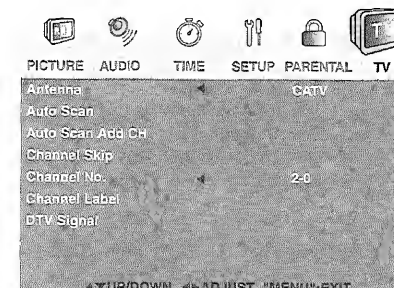 PICTURE AUDIO TIME SETUP PARENTAL TV
Antenna ◀ CATV
Auto Scan
Auto Scan Add CH
Channel Skip
Channel No. ◀ 2-0
Channel Label
DTV Signal
▲▼UP/DOWN ◀▶ADJUST "MENU":EXIT